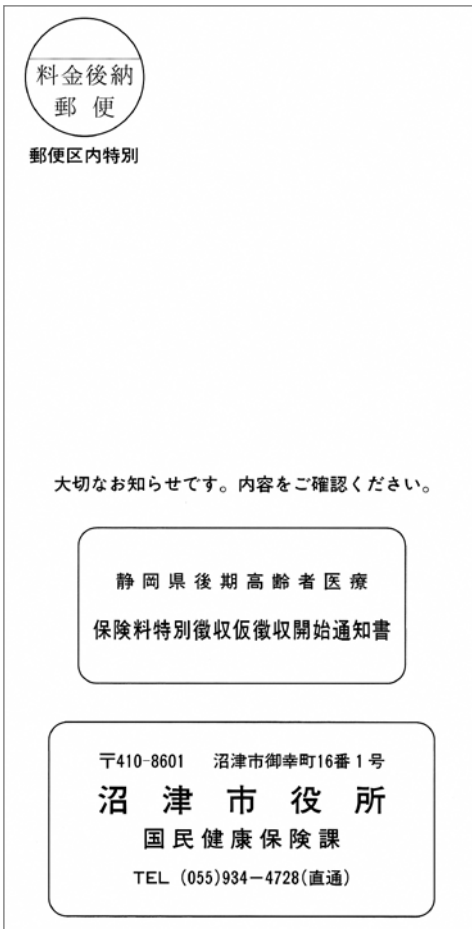 料金後納
郵便
郵便区内特別
大切なお知らせです。内容をご確認ください。
静岡県後期高齢者医療
保険料特別徴収仮徴収開始通知書
〒410-8601 沼津市御幸町16番1号
沼津市役所
国民健康保険課
TEL (055)934-4728(直通)